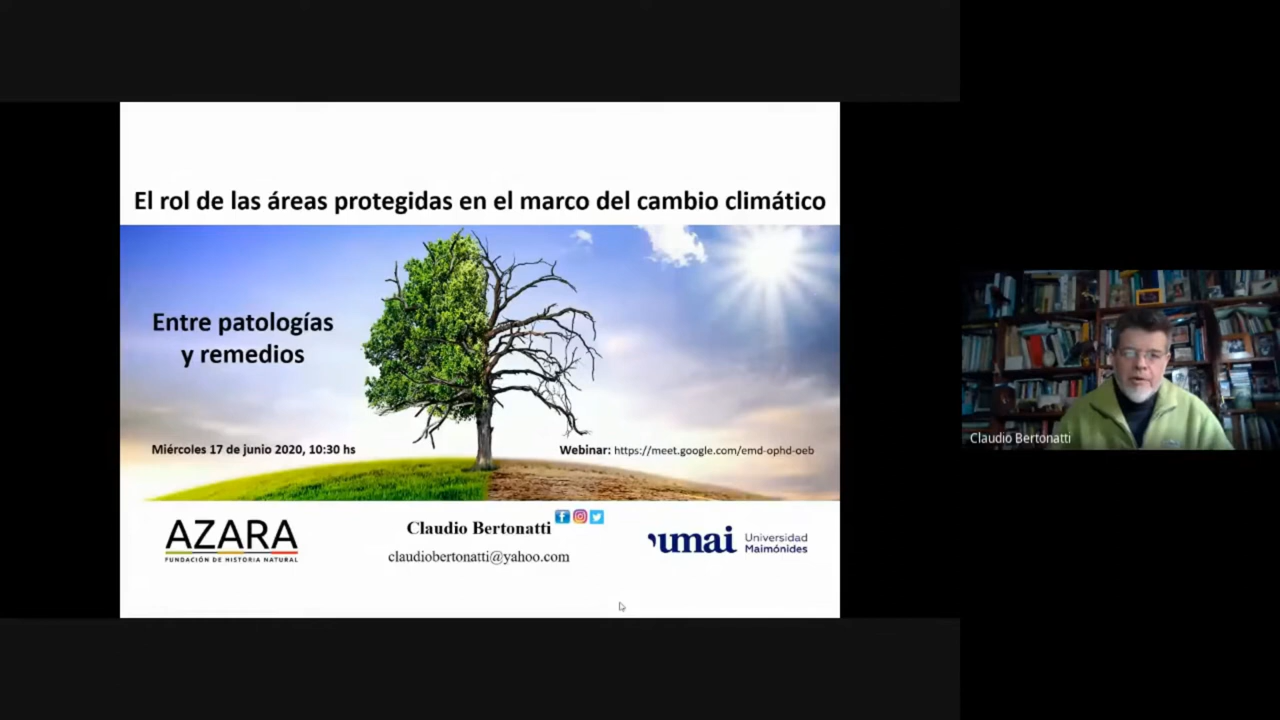 El rol de las áreas protegidas en el marco del cambio climático
Entre patologías
y remedios
Miércoles 17 de junio 2020, 10:30 hs
Webinar: https://meet.google.com/emd-ophd-oeb
AZARA
FUNDACIÓN DE HISTORIA NATURAL
Claudio Bertonatti
claudiobertonatti@yahoo.com
umai Universidad
Maimónides
Claudio Bertonatti